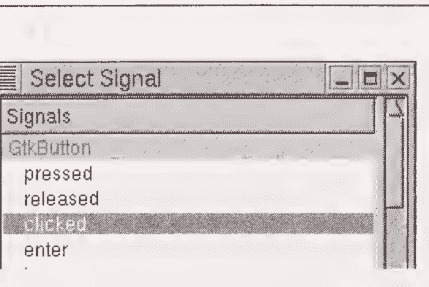 Select Signal
Signals
GtkButton
pressed
released
clicked
enter